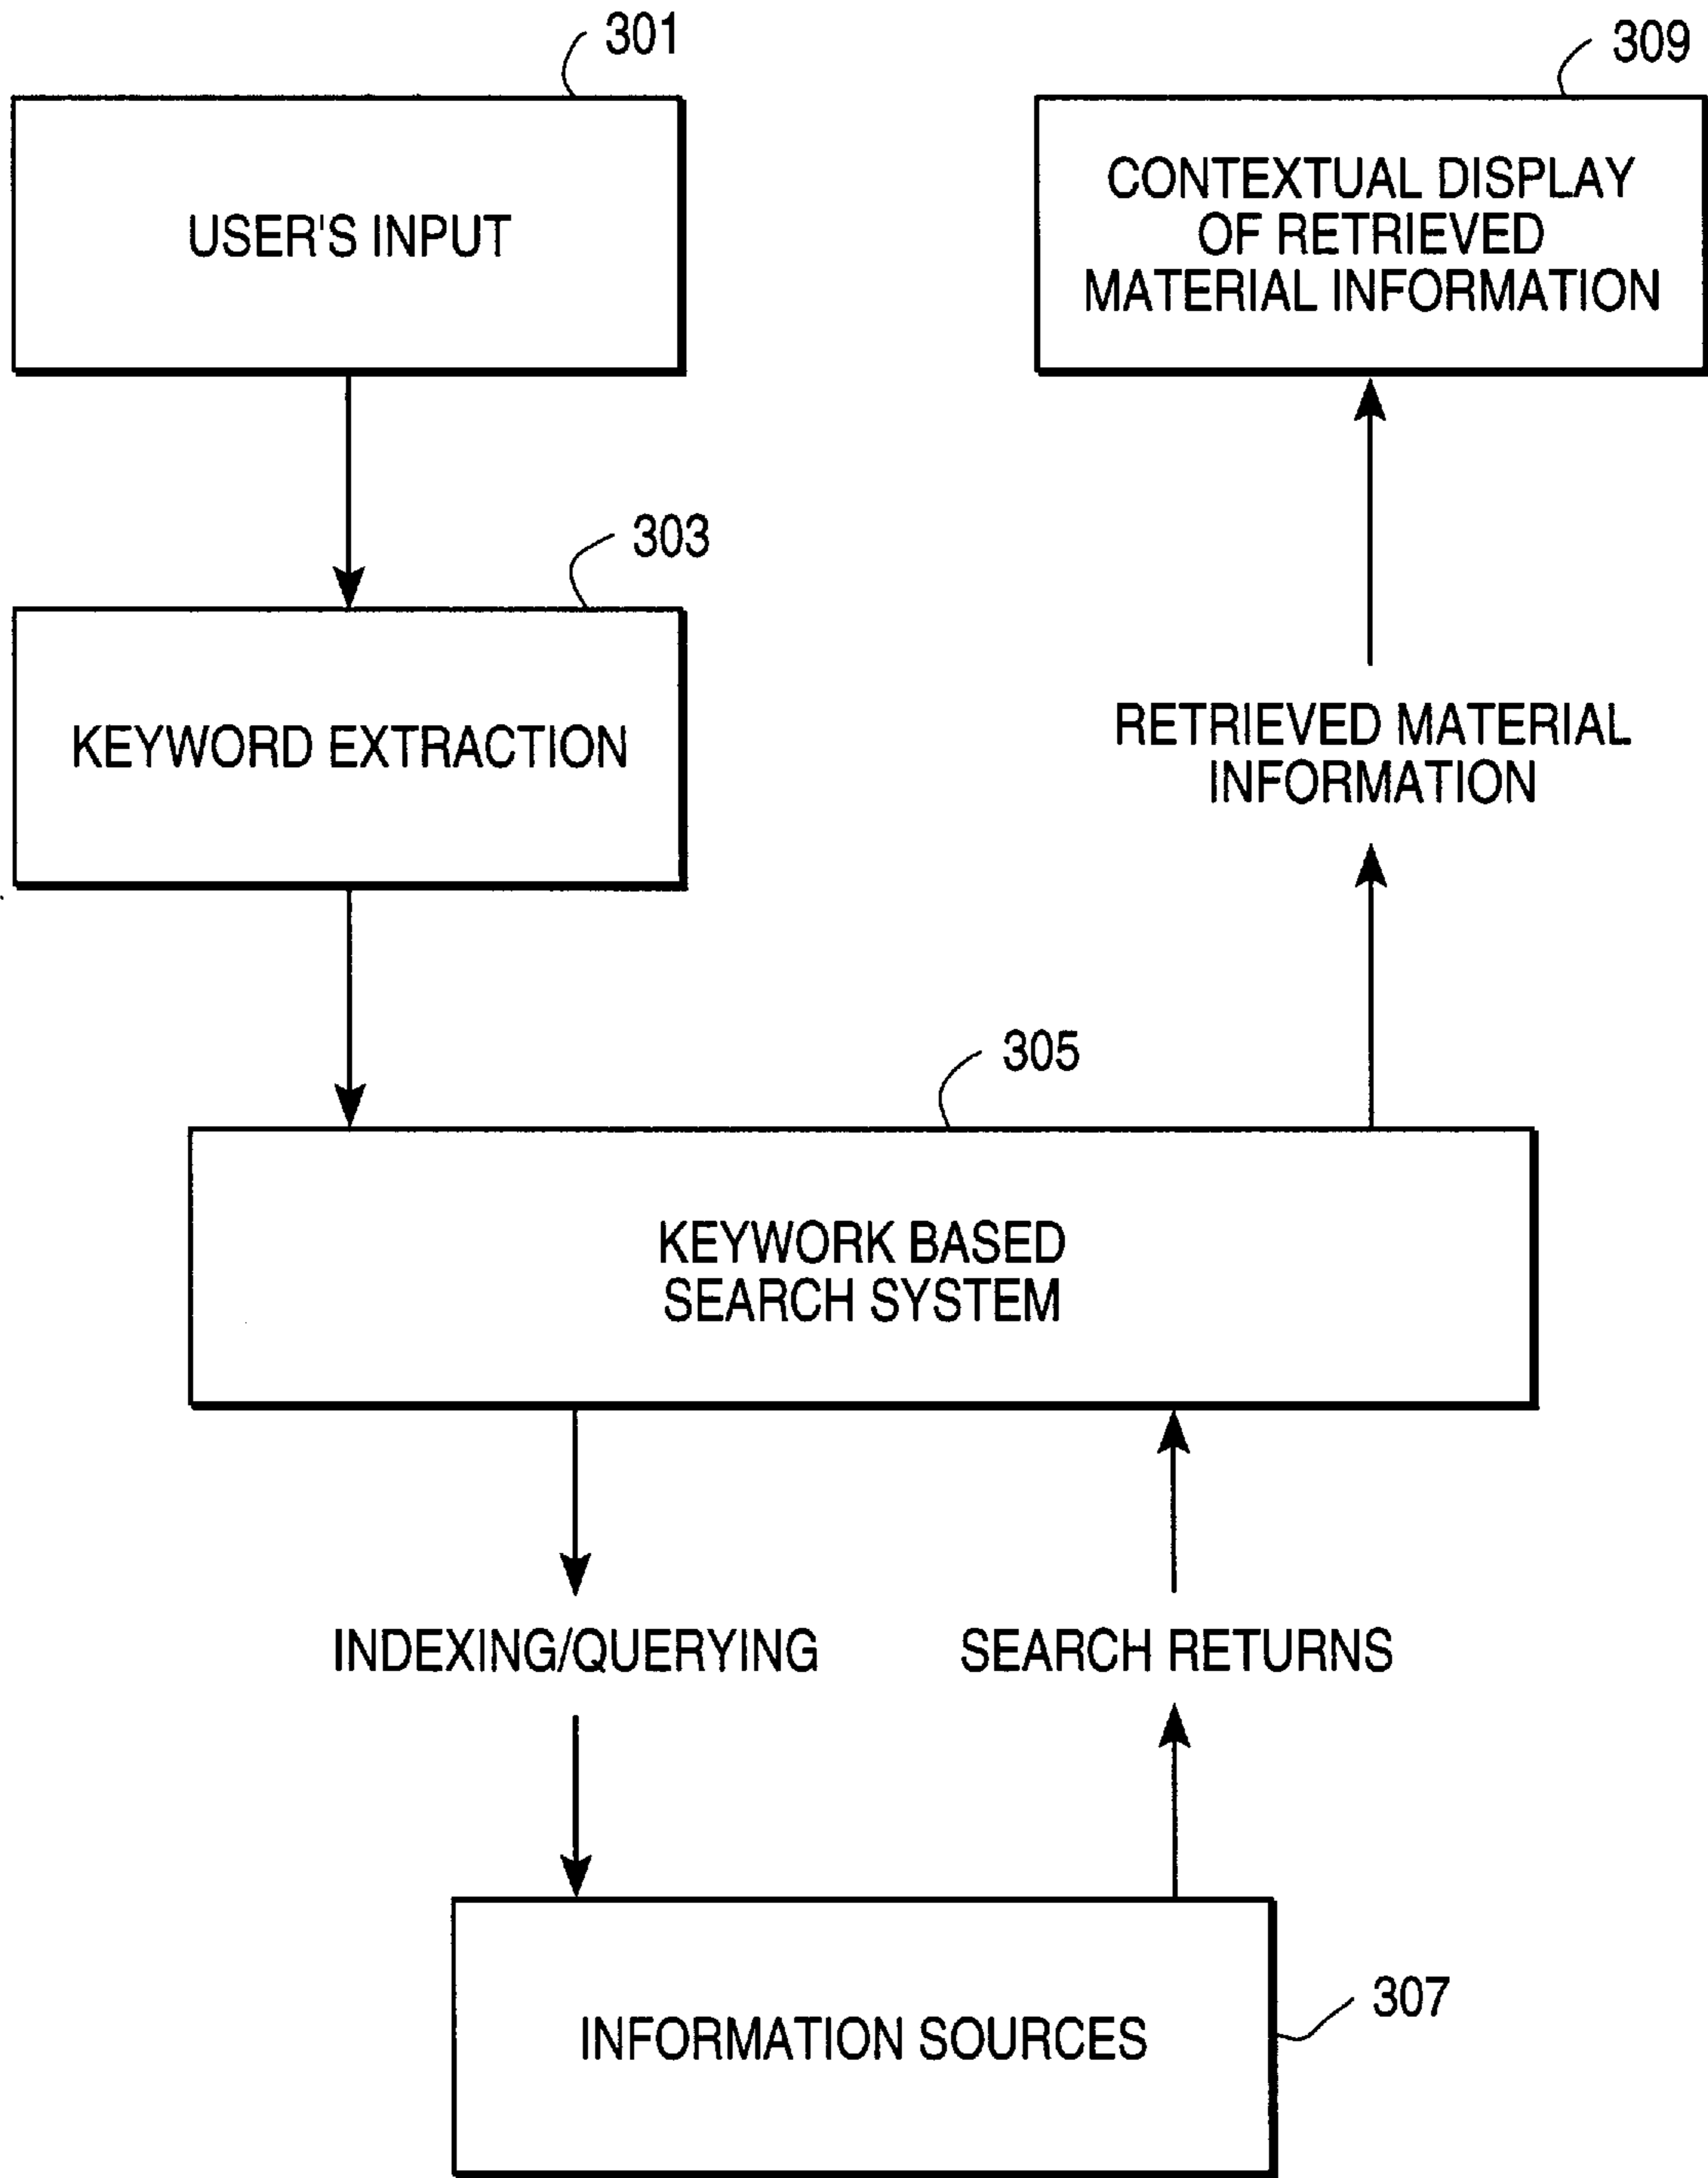 301
USER'S INPUT
309
CONTEXTUAL DISPLAY
OF RETRIEVED
MATERIAL INFORMATION
303
KEYWORD EXTRACTION
RETRIEVED MATERIAL
INFORMATION
305
KEYWORK BASED
SEARCH SYSTEM
INDEXING/QUERYING
SEARCH RETURNS
307
INFORMATION SOURCES